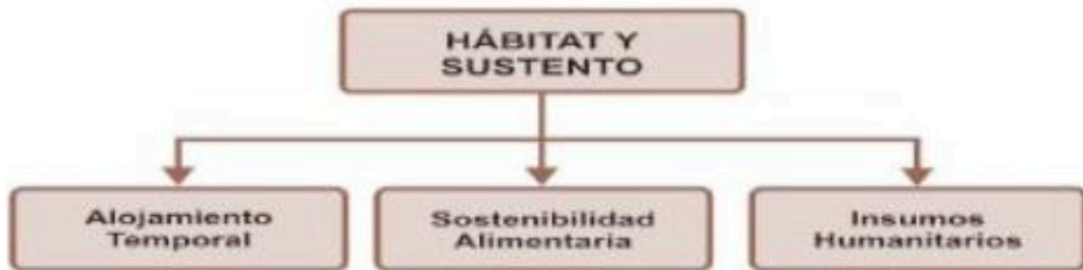 HÁBITAT Y
SUSTENTO
Alojamiento
Temporal
Sostenibilidad
Alimentaria
Insumos
Humanitarios